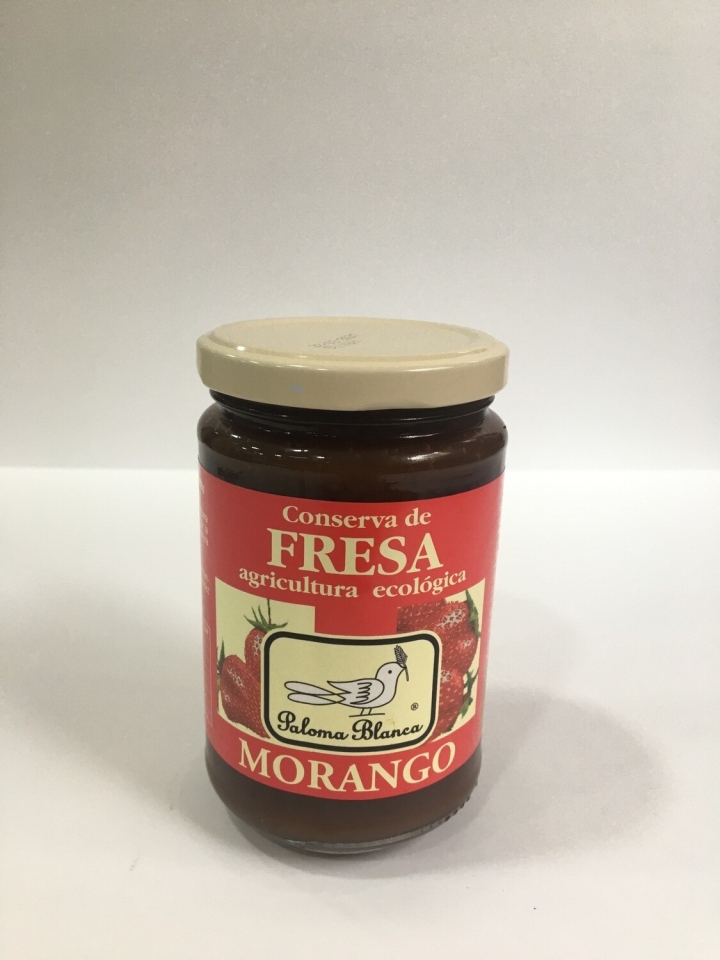 Conserva de
FRESA
agricultura ecológica
Paloma Blanca
®
MORANGO